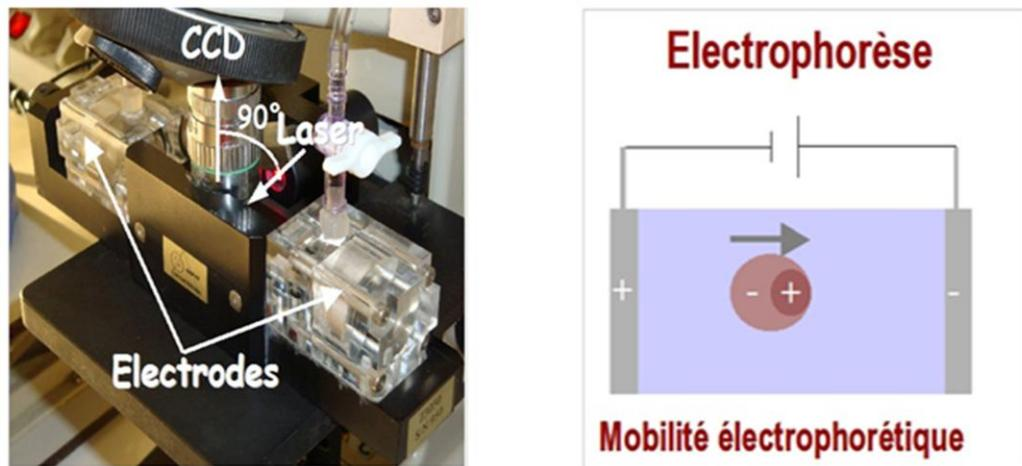 CCD
90°
Laser
Electrodes
Electrophorèse
+
- +
-
Mobilité électrophorétique